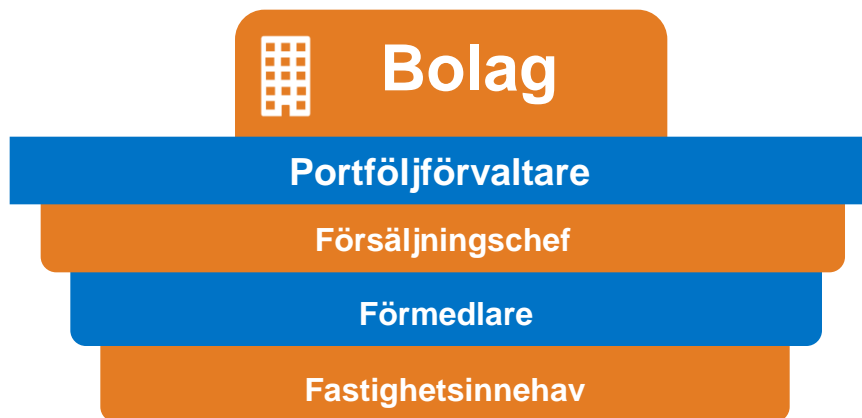 Bolag
Portföljförvaltare
Försäljningschef
Förmedlare
Fastighetsinnehav